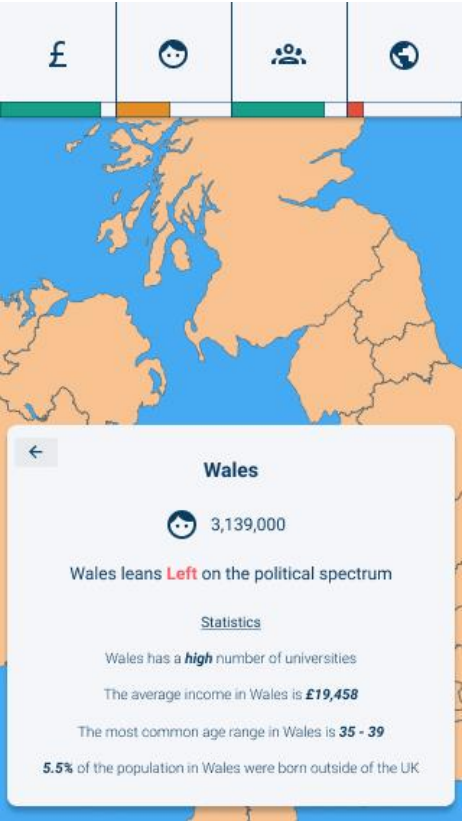 £
Wales
3,139,000
Wales leans Left on the political spectrum
Statistics
Wales has a high number of universities
The average income in Wales is £19,458
The most common age range in Wales is 35 - 39
5.5% of the population in Wales were born outside of the UK